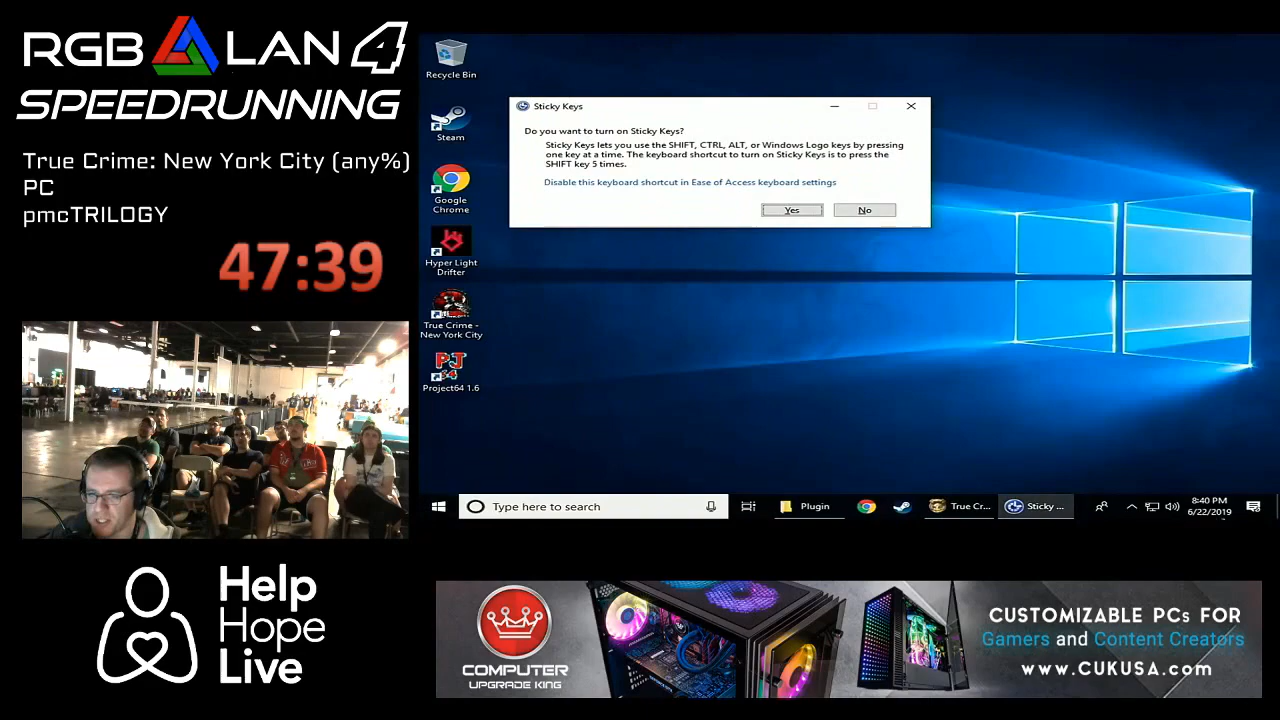 RGB LAN 4
SPEEDRUNNING
True Crime: New York City (any%)
PC
pmcTRILOGY
47:39
Help
Hope
Live
Recycle Bin
Steam
Google
Chrome
Hyper Light
Drifter
True Crime -
New York City
PJ
64
Project64 1.6
Sticky Keys
Do you want to turn on Sticky Keys?
Sticky Keys lets you use the SHIFT, CTRL, ALT, or Windows Logo keys by pressing
one key at a time. The keyboard shortcut to turn on Sticky Keys is to press the
SHIFT key 5 times.
Disable this keyboard shortcut in Ease of Access keyboard settings
Yes
No
Type here to search
Plugin
True Cr...
Sticky ...
8:40 PM
6/22/2019
COMPUTER
UPGRADE KING
CUSTOMIZABLE PCs FOR
Gamers and Content Creators
www.CUKUSA.com